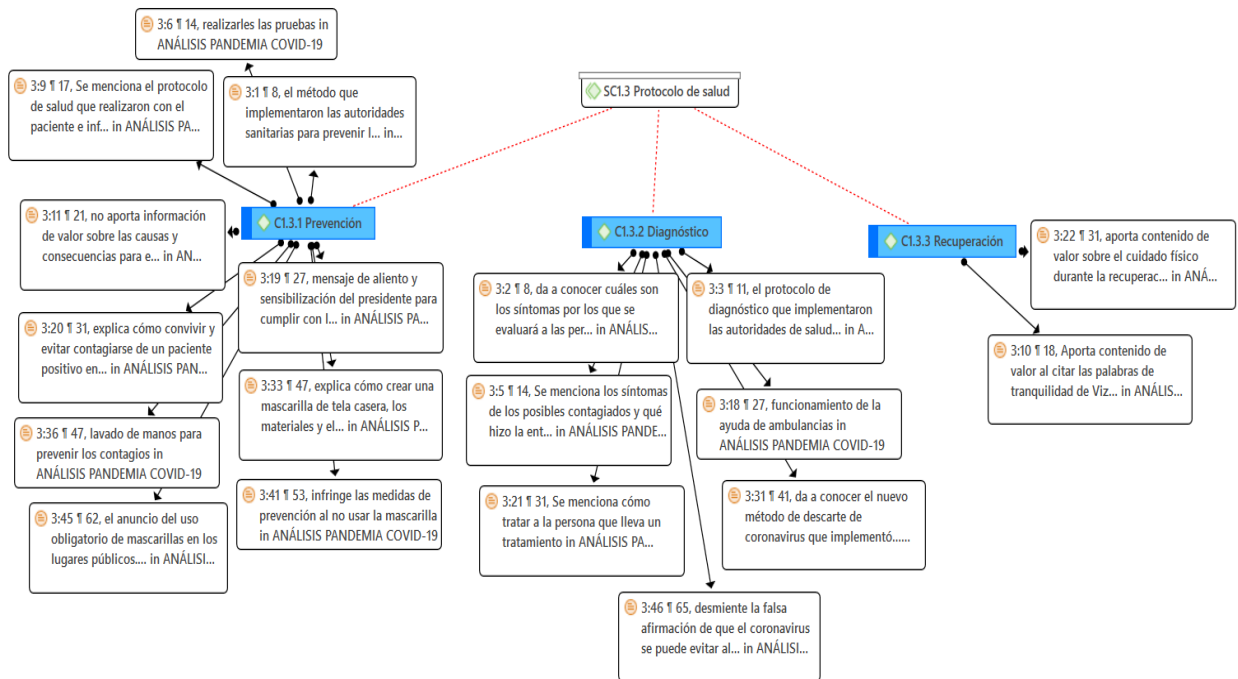 3:6 ¶ 14, realizarles las pruebas in
ANÁLISIS PANDEMIA COVID-19
3:9 ¶ 17, Se menciona el protocolo
de salud que realizaron con el
paciente e inf... in ANÁLISIS PA...
3:1 ¶ 8, el método que
implementaron las autoridades
sanitarias para prevenir l... in...
SC1.3 Protocolo de salud
C1.3.1 Prevención
C1.3.2 Diagnóstico
C1.3.3 Recuperación
3:11 ¶ 21, no aporta información
de valor sobre las causas y
consecuencias para e... in AN...
3:19 ¶ 27, mensaje de aliento y
sensibilización del presidente para
cumplir con l... in ANÁLISIS PA...
3:20 ¶ 31, explica cómo convivir y
evitar contagiarse de un paciente
positivo en... in ANÁLISIS PAN...
3:33 ¶ 47, explica cómo crear una
mascarilla de tela casera, los
materiales y el... in ANÁLISIS P...
3:36 ¶ 47, lavado de manos para
prevenir los contagios in
ANÁLISIS PANDEMIA COVID-19
3:41 ¶ 53, infringe las medidas de
prevención al no usar la mascarilla
in ANÁLISIS PANDEMIA COVID-19
3:45 ¶ 62, el anuncio del uso
obligatorio de mascarillas en los
lugares públicos.... in ANÁLISI...
3:2 ¶ 8, da a conocer cuáles son
los síntomas por los que se
evaluará a las per... in ANÁLIS...
3:3 ¶ 11, el protocolo de
diagnóstico que implementaron
las autoridades de salud... in A...
3:5 ¶ 14, Se menciona los síntomas
de los posibles contagiados y qué
hizo la ent... in ANÁLISIS PANDE...
3:18 ¶ 27, funcionamiento de la
ayuda de ambulancias in
ANÁLISIS PANDEMIA COVID-19
3:21 ¶ 31, Se menciona cómo
tratar a la persona que lleva un
tratamiento in ANÁLISIS PA...
3:31 ¶ 41, da a conocer el nuevo
método de descarte de
coronavirus que implementó......
3:46 ¶ 65, desmiente la falsa
afirmación de que el coronavirus
se puede evitar al... in ANÁLISI...
3:22 ¶ 31, aporta contenido de
valor sobre el cuidado físico
durante la recuperac... in ANÁ...
3:10 ¶ 18, Aporta contenido de
valor al citar las palabras de
tranquilidad de Viz... in ANÁLIS...